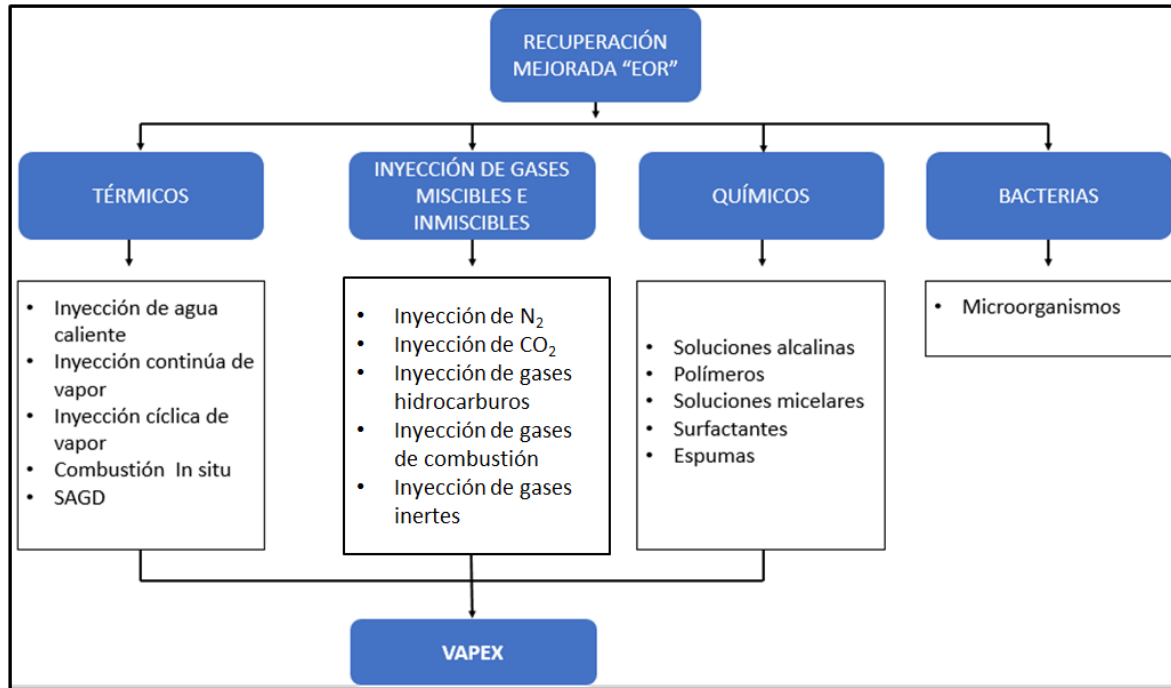 RECUPERACIÓN
MEJORADA “EOR”
TÉRMICOS
INYECCIÓN DE GASES
MISCIBLES E
INMISCIBLES
QUÍMICOS
BACTERIAS
• Inyección de agua
caliente
• Inyección continúa de
vapor
• Inyección cíclica de
vapor
• Combustión In situ
• SAGD
• Inyección de N₂
• Inyección de CO₂
• Inyección de gases
hidrocarburos
• Inyección de gases
de combustión
• Inyección de gases
inertes
• Soluciones alcalinas
• Polímeros
• Soluciones micelares
• Surfactantes
• Espumas
• Microorganismos
VAPEX